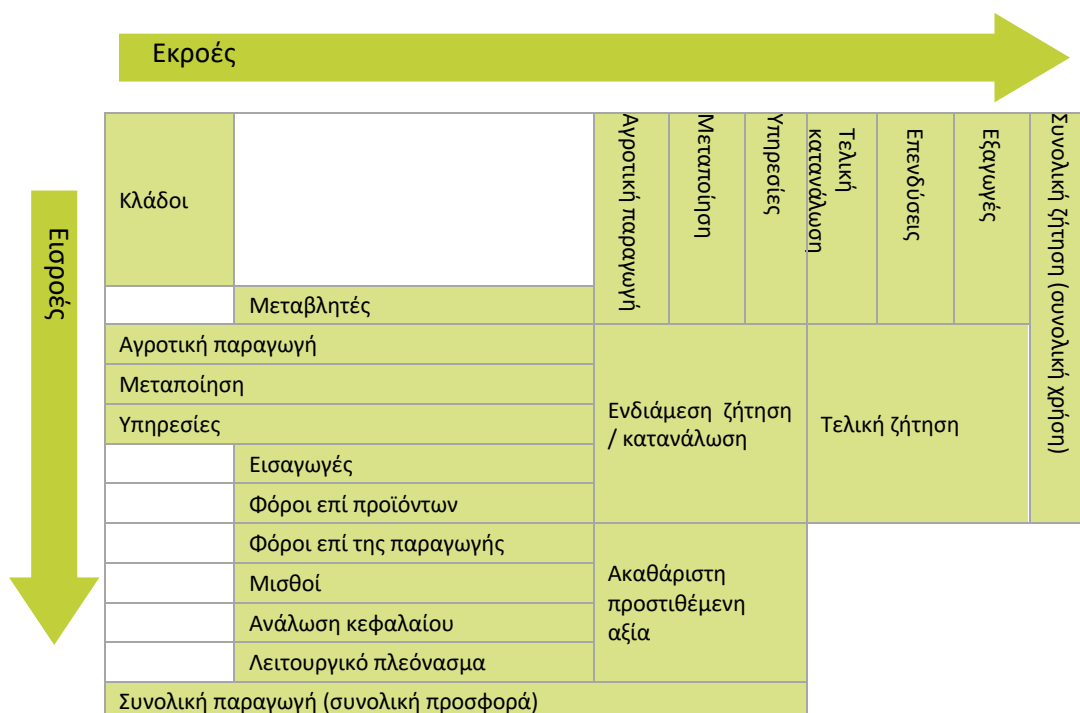 Εκροές
Εισροές
Κλάδοι
Αγροτική παραγωγή
Μεταποίηση
Υπηρεσίες
Τελική
κατανάλωση
Επενδύσεις
Εξαγωγές
Συνολική ζήτηση (συνολική χρήση)
Μεταβλητές
Αγροτική παραγωγή
Μεταποίηση
Υπηρεσίες
Εισαγωγές
Φόροι επί προϊόντων
Ενδιάμεση ζήτηση
/ κατανάλωση
Τελική ζήτηση
Φόροι επί της παραγωγής
Μισθοί
Ανάλωση κεφαλαίου
Λειτουργικό πλεόνασμα
Ακαθάριστη
προστιθέμενη
αξία
Συνολική παραγωγή (συνολική προσφορά)